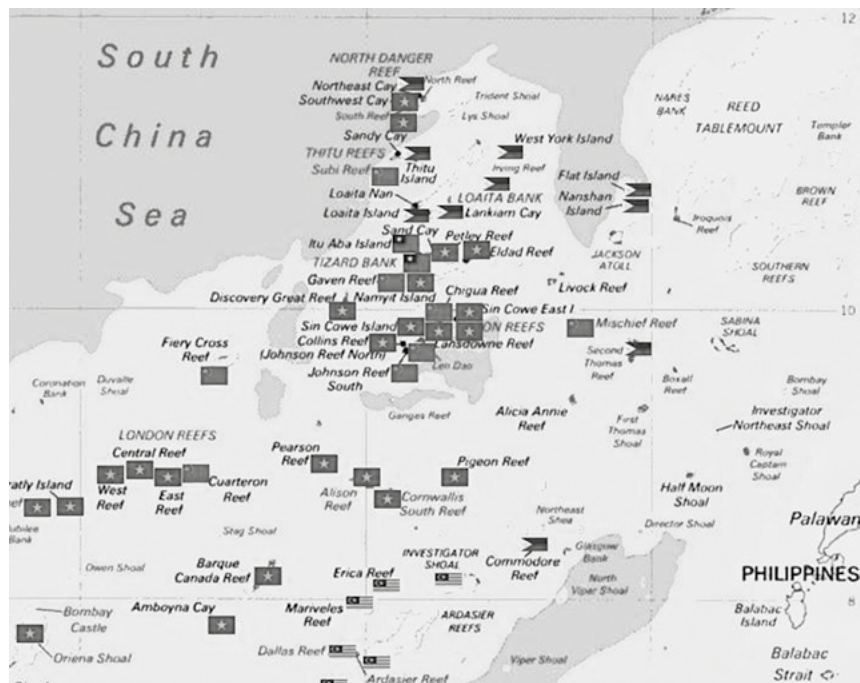 South
China
Sea
12
NORTH DANGER
REEF
Northeast Cay
North Reef
Southwest Cay
South Reef
Trident Shoal
Lys Shoal
NARES
BANK
REED
TABLEMOUNT
Templer
Bank
Sandy Cay
THITU REEFS
Thitu
Island
West York Island
Subi Reef
Irving Reef
Flat Island
Nanshan
Island
BROWN
REEF
Loaita Nan
LOAITA BANK
Loaita Island
Lankiam Cay
Iroquois
Reef
Sand Cay
Petley Reef
Itu Aba Island
Eldad Reef
TIZARD BANK
JACKSON
ATOLL
SOUTHERN
REEFS
Gaven Reef
Chigua Reef
Livock Reef
Discovery Great Reef
Namyit Island
10
Sin Cowe East I
Sin Cowe Island
ON REEFS
Mischief Reef
SABINA
SHOAL
Collins Reef
(Johnson Reef North)
Lansdowne Reef
Fiery Cross
Reef
Len Dao
Second
Thomas
Reef
Johnson Reef
South
Coronation
Bank
Duvalle
Shoal
Boxall
Reef
Bombay
Shoal
Ganges Reef
Alicia Annie
Reef
First
Thomas
Shoal
Investigator
Northeast Shoal
LONDON REEFS
Central Reef
Pearson
Reef
Pigeon Reef
Royal
Captain
Shoal
ratly Island
West
Reef
East
Reef
Cuarteron
Reef
Alison
Reef
Cornwallis
South Reef
Half Moon
Shoal
Jubilee
Bank
Stag Shoal
Northeast
Shea
Director Shoal
Palawan
Owen Shoal
Barque
Canada Reef
Erica Reef
INVESTIGATOR
SHOAL
Commodore
Reef
Glasgow
Bank
North
Viper Shoal
PHILIPPINES
Bombay
Castle
Amboyna Cay
Mariveles
Reef
ARDASIER
REEFS
8
Balabac
Island
Oriena Shoal
Dallas Reef
Ardasier Reef
Viper Shoal
Balabac
Strait